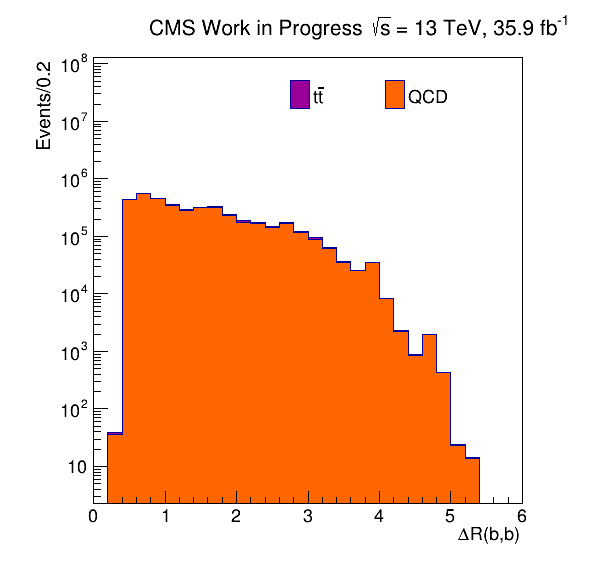 CMS Work in Progress √s = 13 TeV, 35.9 fb⁻¹
Events/0.2
10⁸
10⁷
10⁶
10⁵
10⁴
10³
10²
10
tt̄
QCD
0 1 2 3 4 5 6
ΔR(b,b)